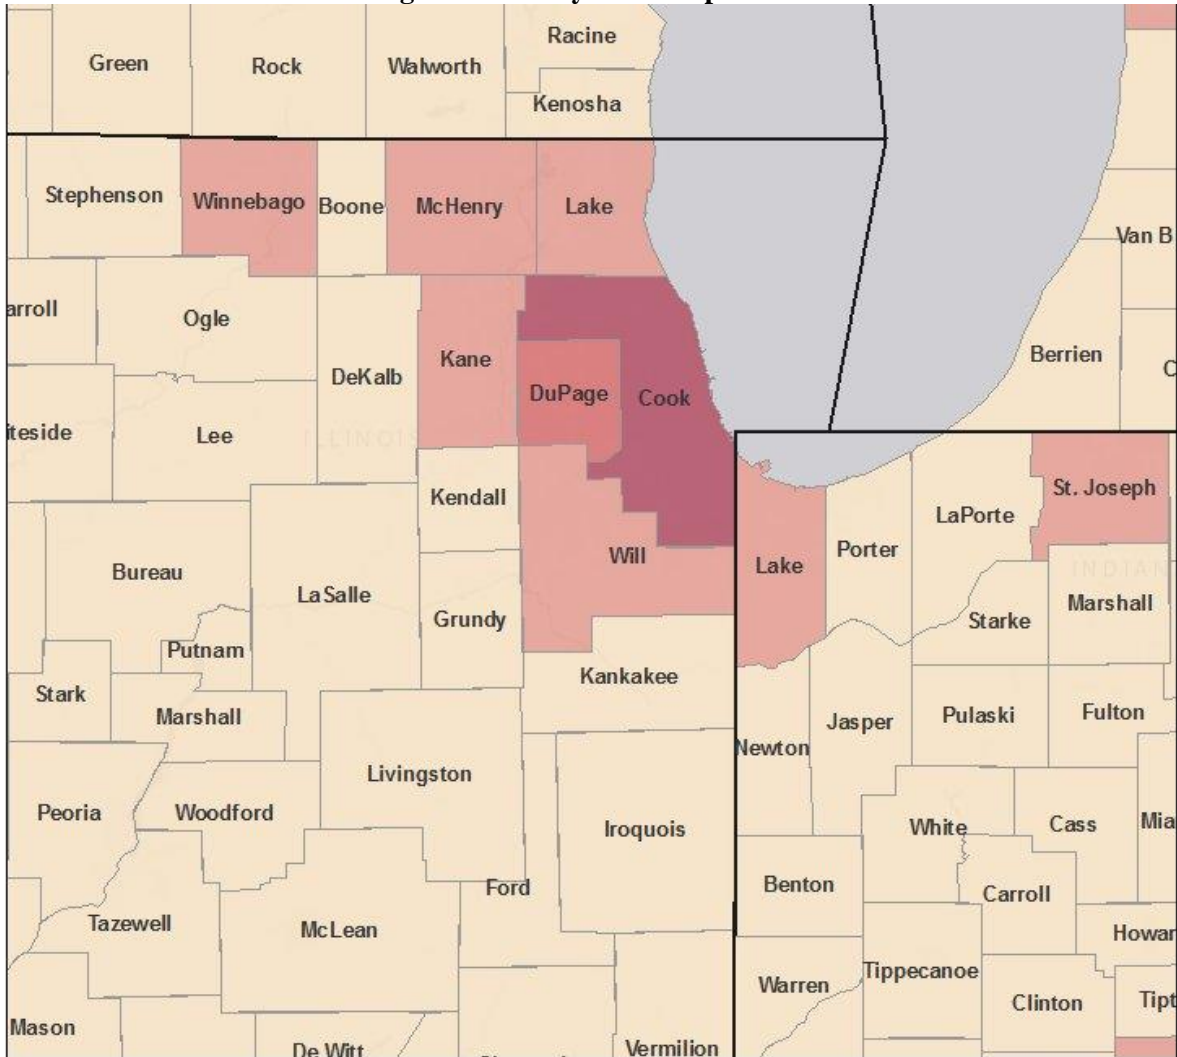 Racine
Green
Rock
Walworth
Kenosha
Stephenson
Winnebago
Boone
McHenry
Lake
Van B
arroll
Ogle
Berrien
Kane
DeKalb
C
DuPage
Cook
iteside
Lee
ILLINOIS
Kendall
St. Joseph
LaPorte
Porter
Will
Lake
INDIAN
Bureau
LaSalle
Marshall
Grundy
Starke
Putnam
Kankakee
Stark
Marshall
Jasper
Pulaski
Fulton
Newton
Livingston
Peoria
Woodford
Iroquois
White
Cass
Mia
Benton
Ford
Carroll
Tazewell
McLean
Howar
Tippecanoe
Warren
Clinton
Tipt
Mason
De Witt
Vermilion